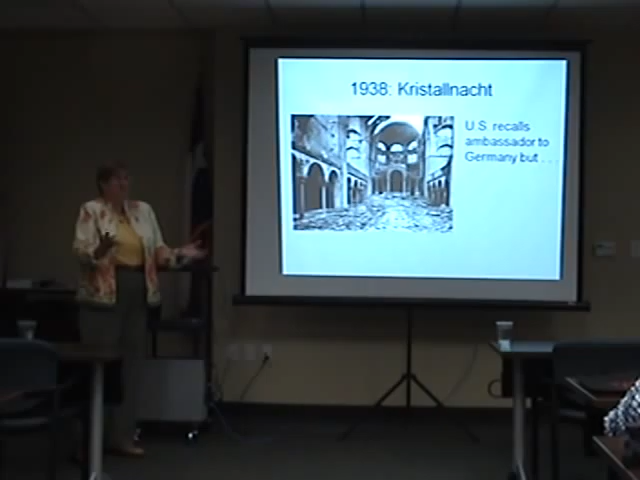 1938: Kristallnacht
U.S. recalls
ambassador to
Germany but . . .